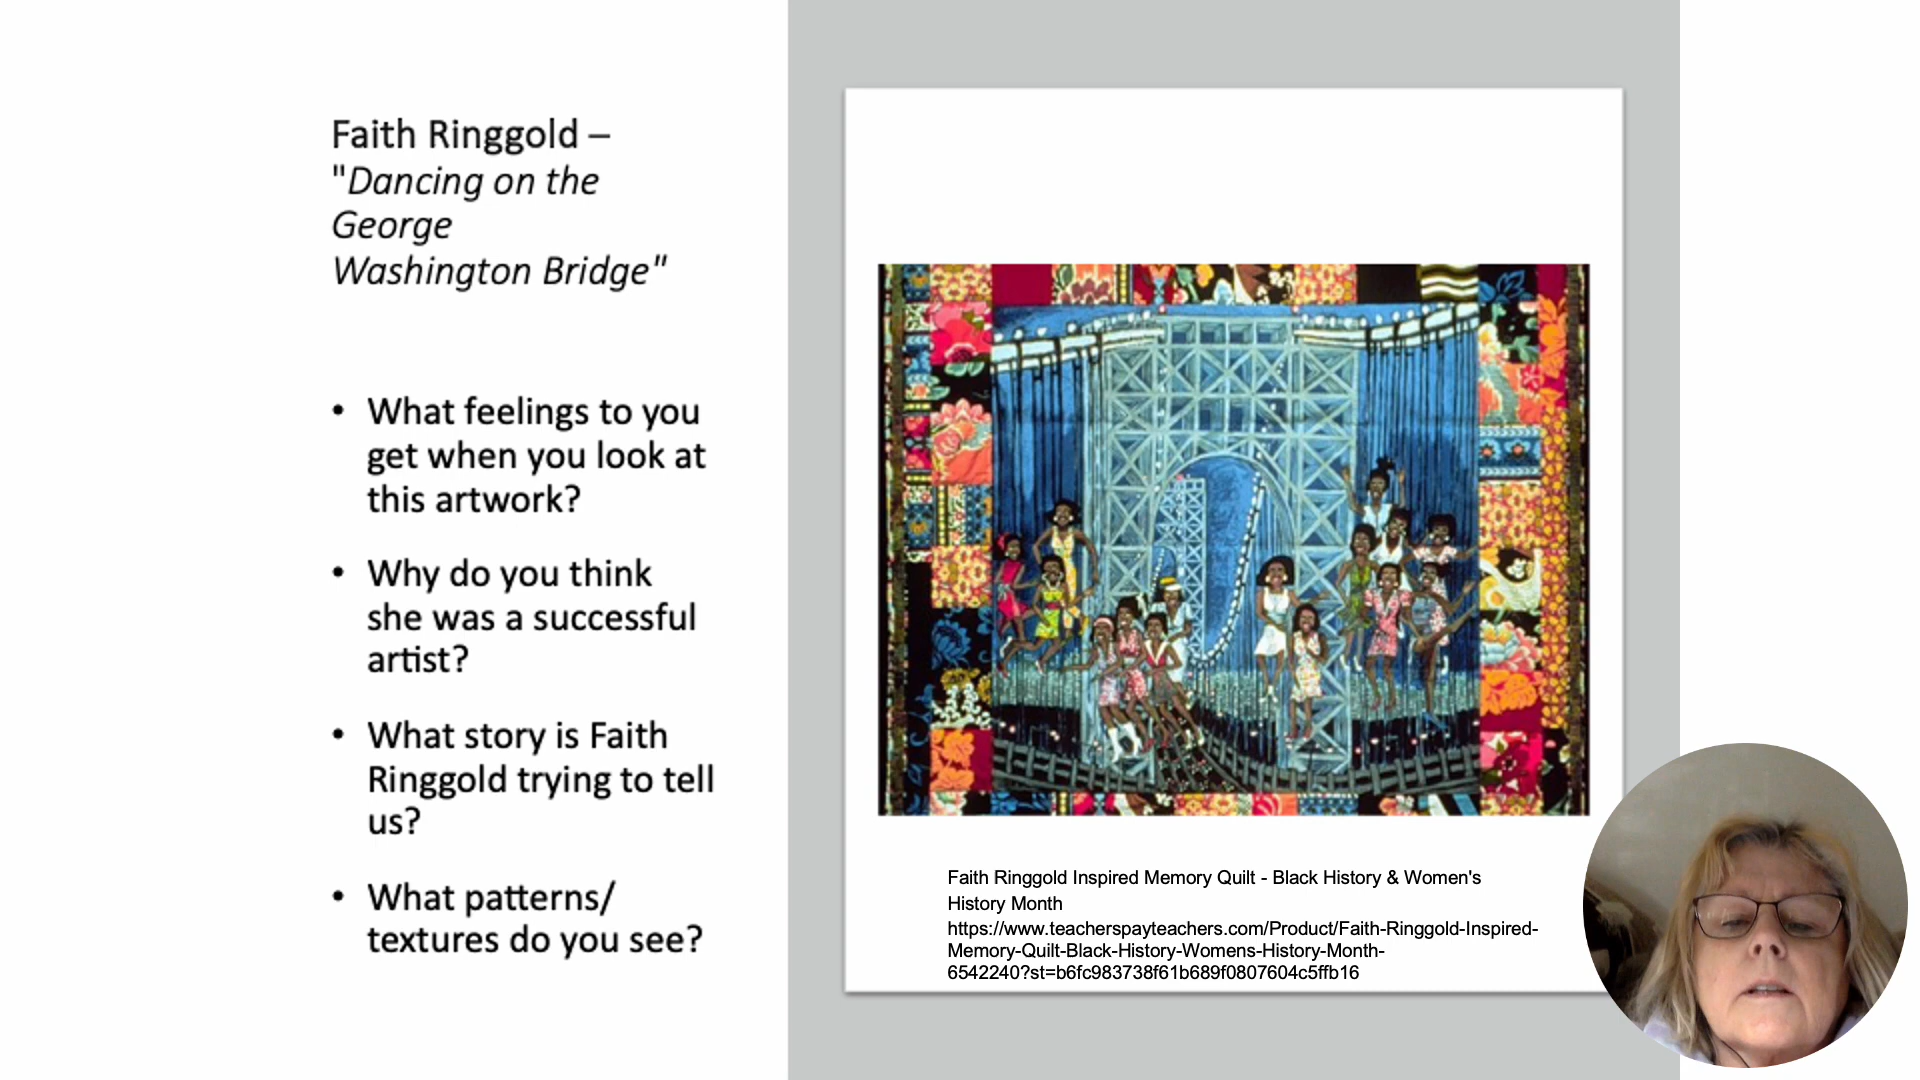 Faith Ringgold –
"Dancing on the
George
Washington Bridge"
• What feelings to you
get when you look at
this artwork?
• Why do you think
she was a successful
artist?
• What story is Faith
Ringgold trying to tell
us?
• What patterns/
textures do you see?
Faith Ringgold Inspired Memory Quilt - Black History & Women's
History Month
https://www.teacherspayteachers.com/Product/Faith-Ringgold-Inspired-
Memory-Quilt-Black-History-Womens-History-Month-
6542240?st=b6fc983738f61b689f0807604c5ffb16